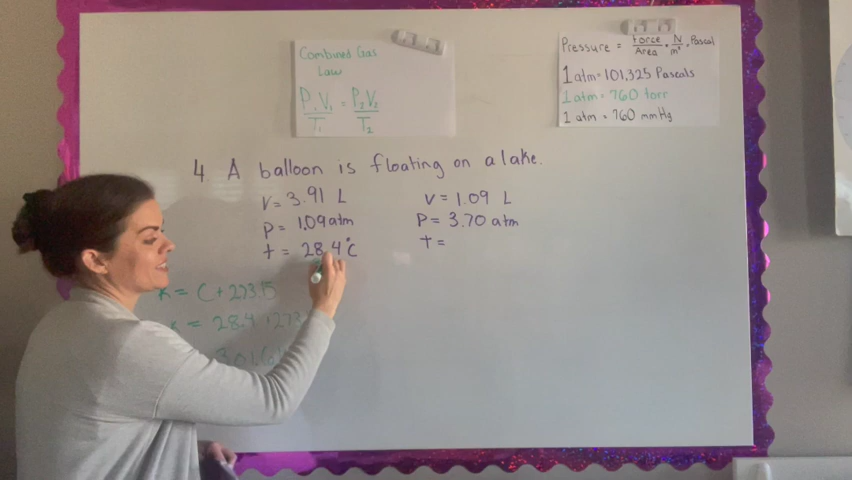 Combined Gas
Law
P₁V₁ = P₂V₂
T₁ T₂
Pressure = Force/Area = N/m² = Pascal
1 atm = 101,325 Pascals
1 atm = 760 torr
1 atm = 760 mmHg
4 A balloon is floating on a lake.
V = 3.91 L
P = 1.09 atm
t = 28.4°C
V = 1.09 L
P = 3.70 atm
T =
K = C + 273.15
K = 28.4 + 273